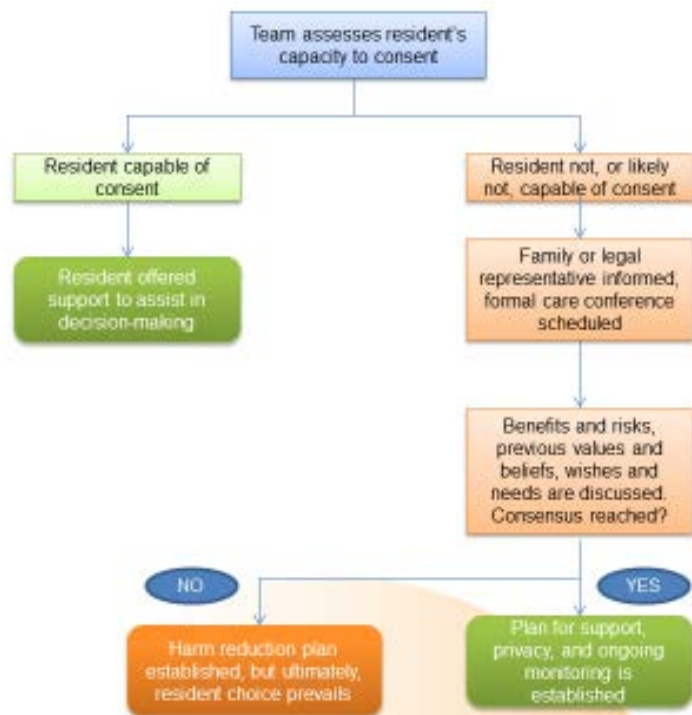 Team assesses resident's
capacity to consent
Resident capable of
consent
Resident not, or likely
not, capable of consent
Resident offered
support to assist in
decision-making
Family or legal
representative informed,
formal care conference
scheduled
Benefits and risks,
previous values and
beliefs, wishes and
needs are discussed.
Consensus reached?
NO
YES
Harm reduction plan
established, but ultimately,
resident choice prevails
Plan for support,
privacy, and ongoing
monitoring is
established